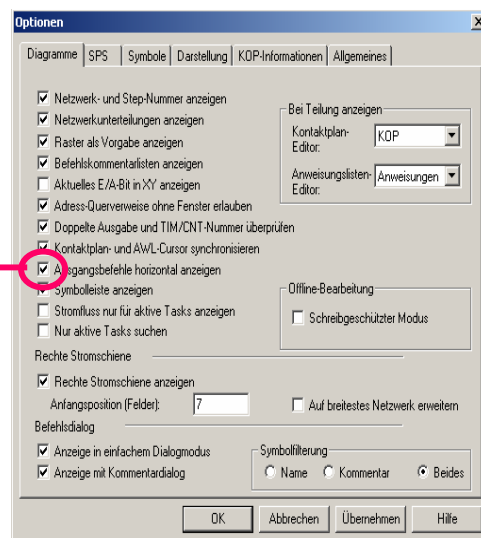 Optionen
Diagramme SPS Symbole Darstellung KOP-Informationen Allgemeines
Netzwerk- und Step-Nummer anzeigen
Netzwerkunterteilungen anzeigen
Raster als Vorgabe anzeigen
Befehlskommentarlisten anzeigen
Aktuelles E/A-Bit in XY anzeigen
Adress-Querverweise ohne Fenster erlauben
Doppelte Ausgabe und TIM/CNT-Nummer überprüfen
Kontaktplan- und AWL-Cursor synchronisieren
Ausgangsbefehle horizontal anzeigen
Symbolleiste anzeigen
Stromfluss nur für aktive Tasks anzeigen
Nur aktive Tasks suchen
Bei Teilung anzeigen
Kontaktplan-
Editor:
KOP
Anweisungslisten-
Editor:
Anweisungen
Offline-Bearbeitung
Schreibgeschützter Modus
Rechte Stromschiene
Rechte Stromschiene anzeigen
Anfangsposition (Felder): 7
Auf breitestes Netzwerk erweitern
Befehlsdialog
Anzeige in einfachem Dialogmodus
Anzeige mit Kommentardialog
Symbolfilterung
Name Kommentar Beides
OK Abbrechen Übernehmen Hilfe